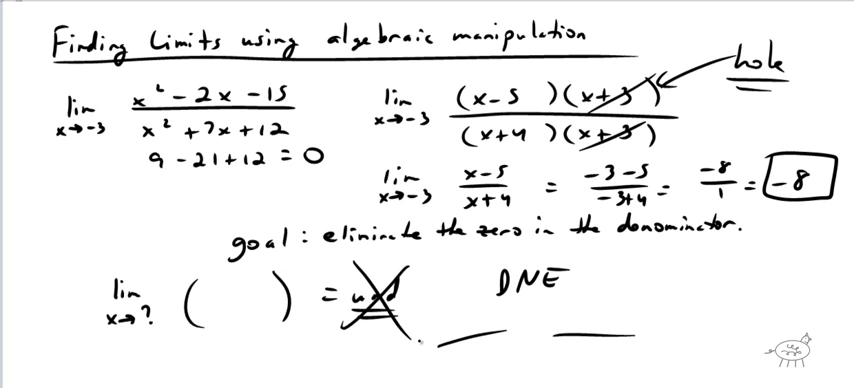 Finding Limits using algebraic manipulation
hole
lim x→-3 (x² - 2x - 15)/(x² + 7x + 12)
9 - 21 + 12 = 0
lim x→-3 (x-5)(x+3)/(x+4)(x+3)
lim x→-3 (x-5)/(x+4) = (-3-5)/(-3+4) = -8/1 = -8
goal: eliminate the zero in the denominator.
lim x→? ( ) = und DNE